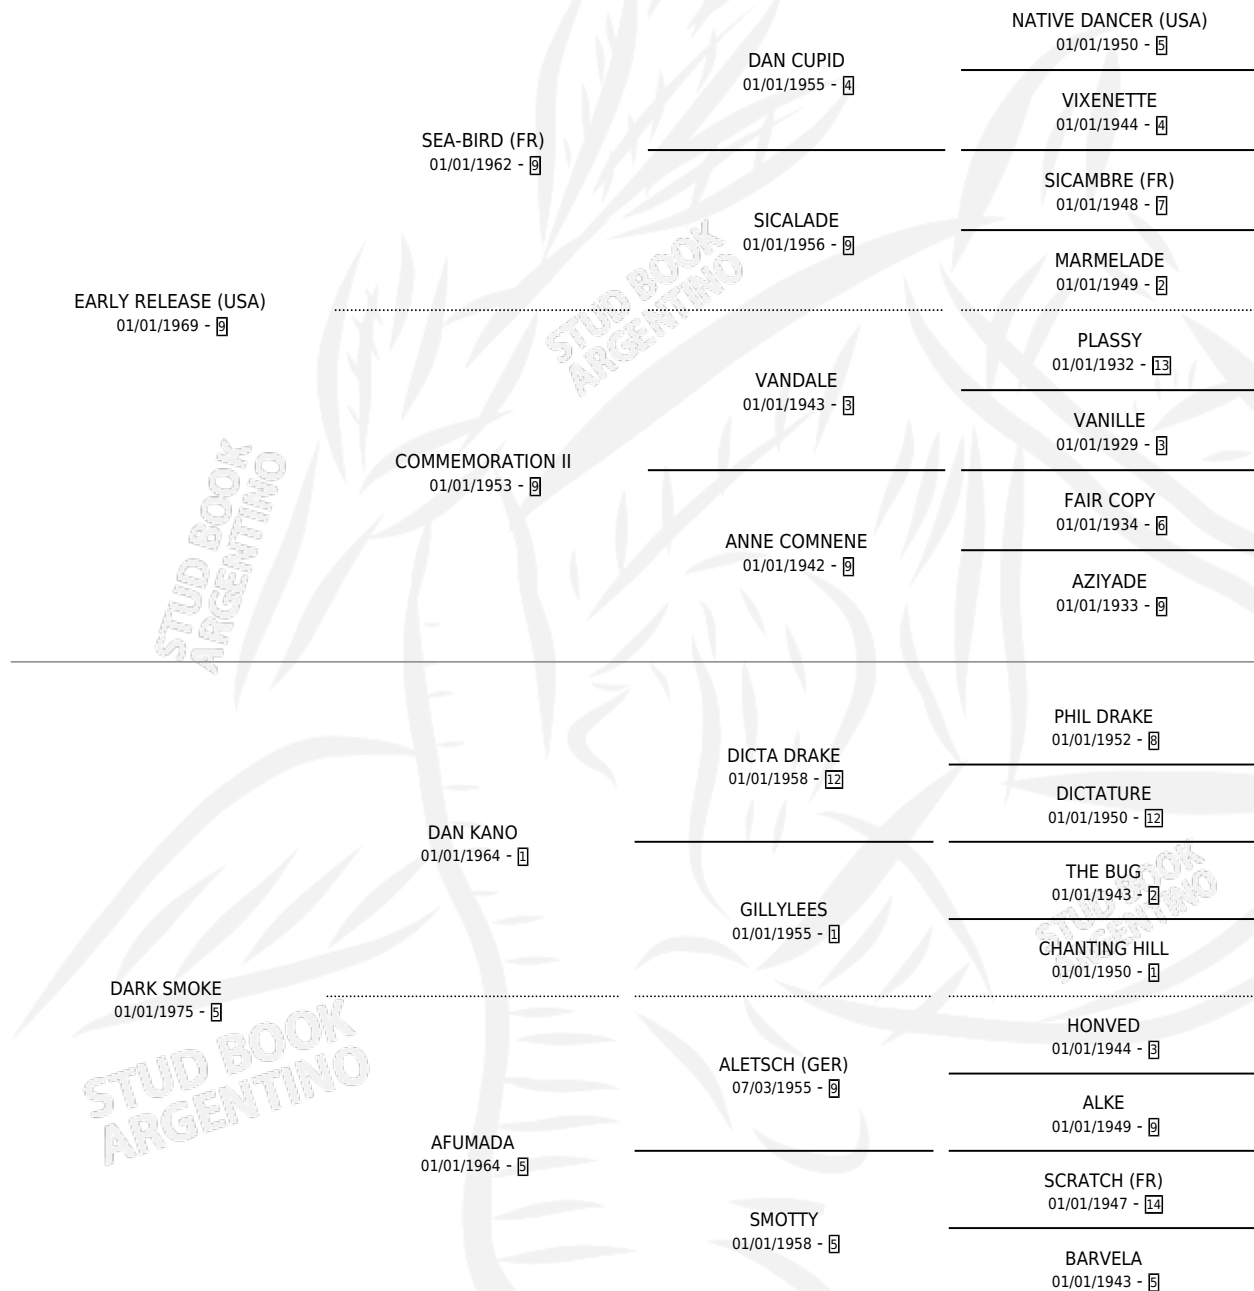 NATIVE DANCER (USA)
01/01/1950 - 5
DAN CUPID
01/01/1955 - 4
VIXENETTE
01/01/1944 - 4
SEA-BIRD (FR)
01/01/1962 - 9
SICAMBRE (FR)
01/01/1948 - 7
SICALADE
01/01/1956 - 9
MARMELADE
01/01/1949 - 2
EARLY RELEASE (USA)
01/01/1969 - 9
PLASSY
01/01/1932 - 13
VANDALE
01/01/1943 - 3
VANILLE
01/01/1929 - 3
COMMEMORATION II
01/01/1953 - 9
FAIR COPY
01/01/1934 - 6
ANNE COMNENE
01/01/1942 - 9
AZIYADE
01/01/1933 - 9
PHIL DRAKE
01/01/1952 - 8
DICTA DRAKE
01/01/1958 - 12
DICTATURE
01/01/1950 - 12
DAN KANO
01/01/1964 - 1
THE BUG
01/01/1943 - 2
GILLYLEES
01/01/1955 - 1
CHANTING HILL
01/01/1950 - 1
DARK SMOKE
01/01/1975 - 5
HONVED
01/01/1944 - 3
ALETSCH (GER)
07/03/1955 - 9
ALKE
01/01/1949 - 9
AFUMADA
01/01/1964 - 5
SCRATCH (FR)
01/01/1947 - 14
SMOTTY
01/01/1958 - 5
BARVELA
01/01/1943 - 5
STUD BOOK
ARGENTINO
STUD BOOK
ARGENTINO
STUD BOOK
ARGENTINO
STUD BOOK
ARGENTINO